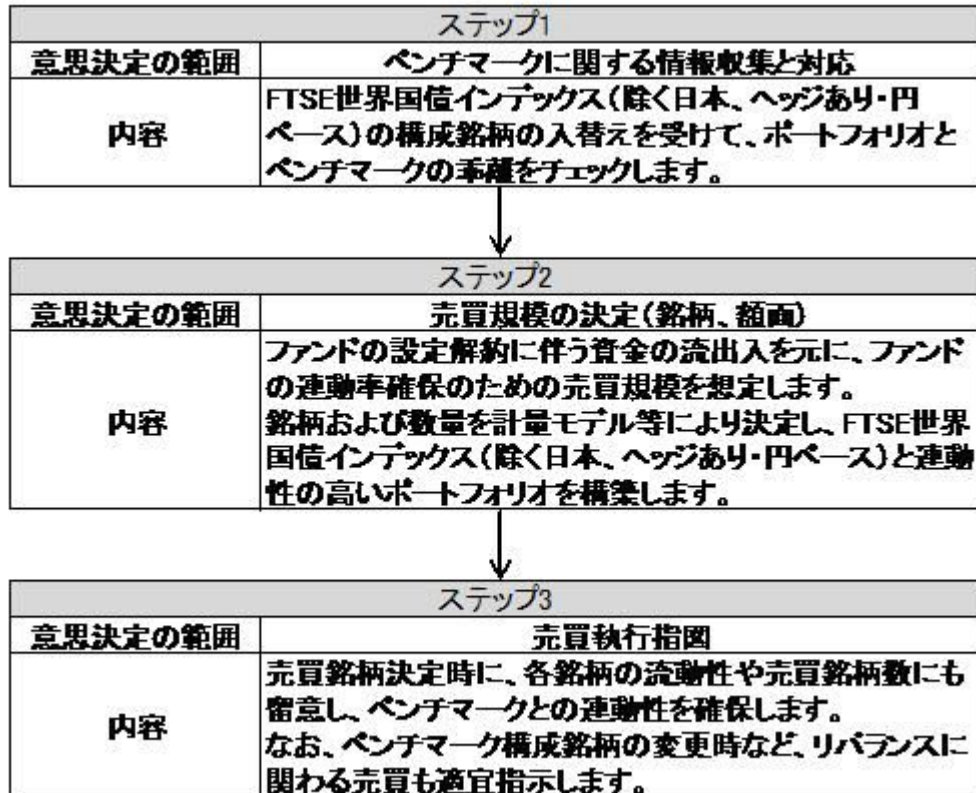 ステップ1
意思決定の範囲 ベンチマークに関する情報収集と対応
内容
FTSE世界国債インデックス(除く日本、ヘッジあり・円
ベース)の構成銘柄の入替えを受けて、ポートフォリオと
ベンチマークの乖離をチェックします。
ステップ2
意思決定の範囲 売買規模の決定(銘柄、額面)
内容
ファンドの設定解約に伴う資金の流出入を元に、ファンド
の連動率確保のための売買規模を想定します。
銘柄および数量を計量モデル等により決定し、FTSE世界
国債インデックス(除く日本、ヘッジあり・円ベース)と連動
性の高いポートフォリオを構築します。
ステップ3
意思決定の範囲 売買執行指図
内容
売買銘柄決定時に、各銘柄の流動性や売買銘柄数にも
留意し、ベンチマークとの連動性を確保します。
なお、ベンチマーク構成銘柄の変更時など、リバランスに
関わる売買も適宜指示します。